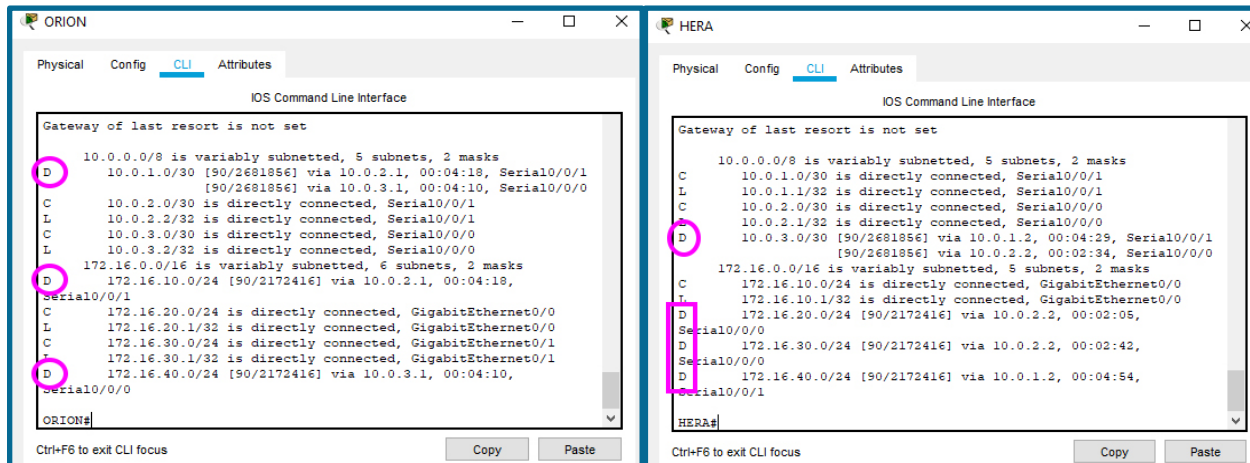 ORION
Physical Config CLI Attributes
IOS Command Line Interface
Gateway of last resort is not set
10.0.0.0/8 is variably subnetted, 5 subnets, 2 masks
D 10.0.1.0/30 [90/2681856] via 10.0.2.1, 00:04:18, Serial0/0/1
[90/2681856] via 10.0.3.1, 00:04:10, Serial0/0/0
C 10.0.2.0/30 is directly connected, Serial0/0/1
L 10.0.2.2/32 is directly connected, Serial0/0/1
C 10.0.3.0/30 is directly connected, Serial0/0/0
L 10.0.3.2/32 is directly connected, Serial0/0/0
172.16.0.0/16 is variably subnetted, 6 subnets, 2 masks
D 172.16.10.0/24 [90/2172416] via 10.0.2.1, 00:04:18,
Serial0/0/1
C 172.16.20.0/24 is directly connected, GigabitEthernet0/0
L 172.16.20.1/32 is directly connected, GigabitEthernet0/0
C 172.16.30.0/24 is directly connected, GigabitEthernet0/1
L 172.16.30.1/32 is directly connected, GigabitEthernet0/1
D 172.16.40.0/24 [90/2172416] via 10.0.3.1, 00:04:10,
Serial0/0/0
ORION#
Ctrl+F6 to exit CLI focus
Copy Paste
HERA
Physical Config CLI Attributes
IOS Command Line Interface
Gateway of last resort is not set
10.0.0.0/8 is variably subnetted, 5 subnets, 2 masks
C 10.0.1.0/30 is directly connected, Serial0/0/1
L 10.0.1.1/32 is directly connected, Serial0/0/1
C 10.0.2.0/30 is directly connected, Serial0/0/0
L 10.0.2.1/32 is directly connected, Serial0/0/0
D 10.0.3.0/30 [90/2681856] via 10.0.1.2, 00:04:29, Serial0/0/1
[90/2681856] via 10.0.2.2, 00:02:34, Serial0/0/0
172.16.0.0/16 is variably subnetted, 5 subnets, 2 masks
C 172.16.10.0/24 is directly connected, GigabitEthernet0/0
L 172.16.10.1/32 is directly connected, GigabitEthernet0/0
D 172.16.20.0/24 [90/2172416] via 10.0.2.2, 00:02:05,
Serial0/0/0
D 172.16.30.0/24 [90/2172416] via 10.0.2.2, 00:02:42,
Serial0/0/0
D 172.16.40.0/24 [90/2172416] via 10.0.1.2, 00:04:54,
Serial0/0/1
HERA#
Ctrl+F6 to exit CLI focus
Copy Paste